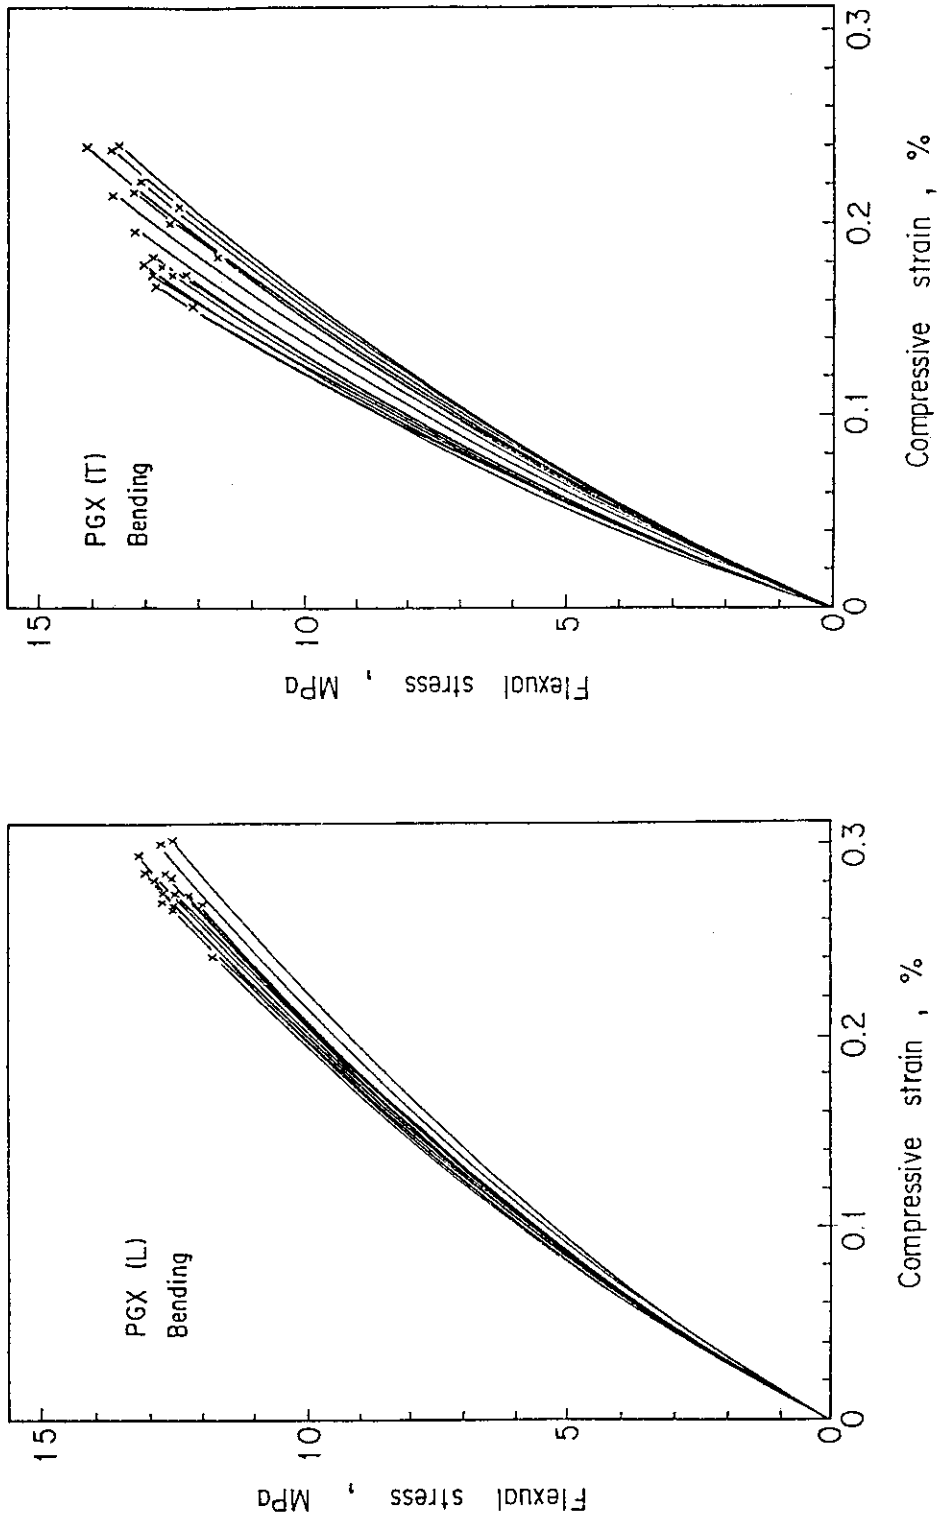 PGX (L)
Bending
15
10
5
0
Flexual stress , MPa
0
0.1
0.2
0.3
Compressive strain , %
PGX (T)
Bending
15
10
5
0
Flexual stress , MPa
0
0.1
0.2
0.3
Compressive strain , %